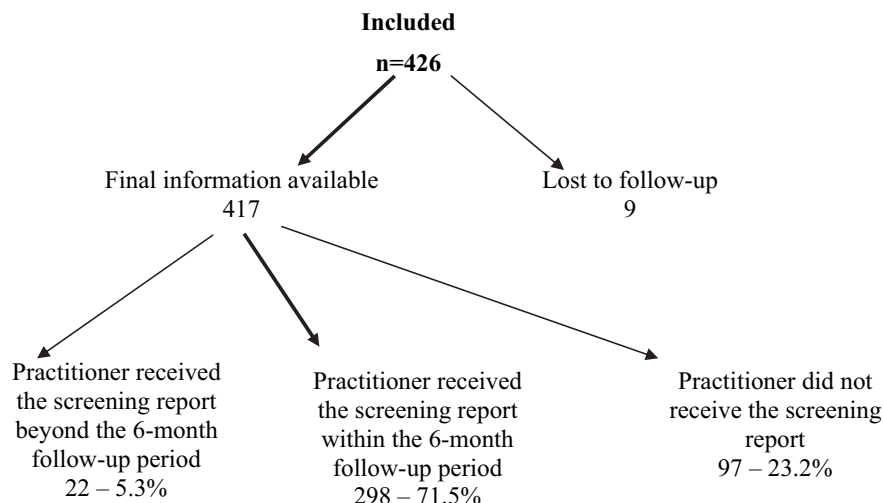 Included
n=426
Final information available
417
Lost to follow-up
9
Practitioner received
the screening report
beyond the 6-month
follow-up period
22 – 5.3%
Practitioner received
the screening report
within the 6-month
follow-up period
298 – 71.5%
Practitioner did not
receive the screening
report
97 – 23.2%